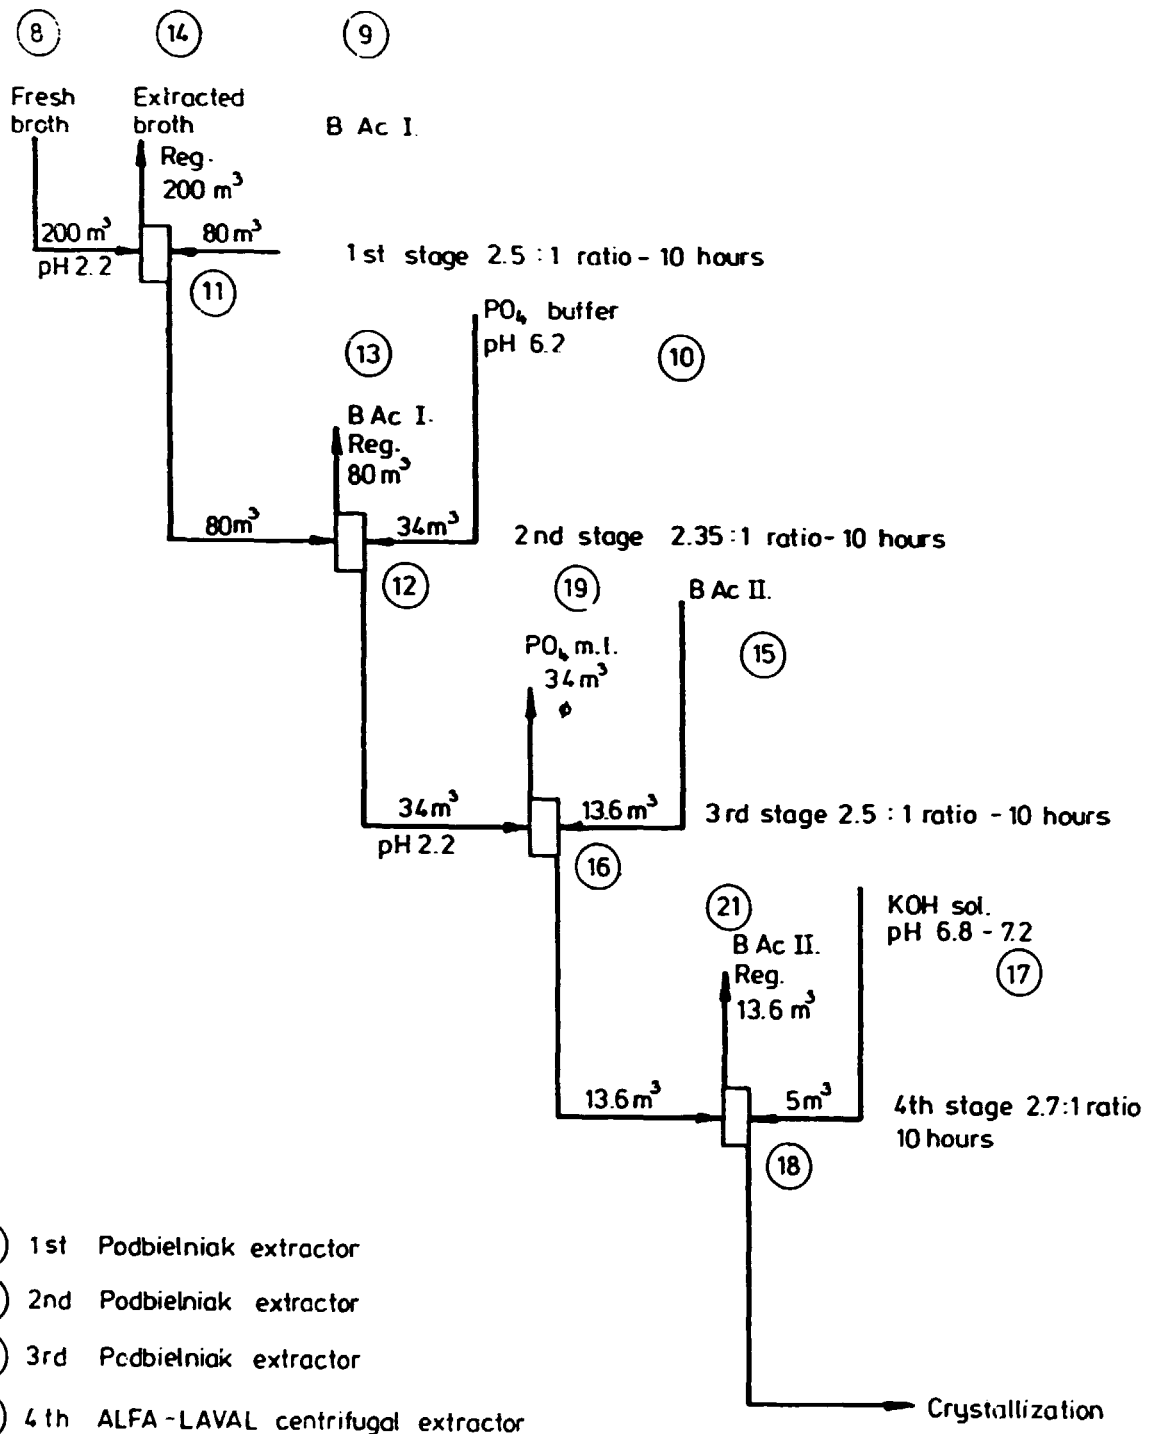 8 14 9
Fresh broth
Extracted broth
B Ac I.
Reg.
200 m³
200 m³
pH 2.2
80 m³
1st stage 2.5 : 1 ratio - 10 hours
11
PO₄ buffer
pH 6.2
13
10
B Ac I.
Reg.
80 m³
80m³
34m³
2nd stage 2.35 : 1 ratio - 10 hours
12
19
B Ac II.
PO₄ m.l.
34 m³
ø
15
34m³
pH 2.2
13.6 m³
3rd stage 2.5 : 1 ratio - 10 hours
16
21
KOH sol.
pH 6.8 - 7.2
B Ac II.
Reg.
13.6 m³
17
13.6 m³
5m³
4th stage 2.7:1 ratio
10 hours
18
1st Podbielniak extractor
2nd Podbielniak extractor
3rd Podbielniak extractor
4th ALFA-LAVAL centrifugal extractor
Crystallization